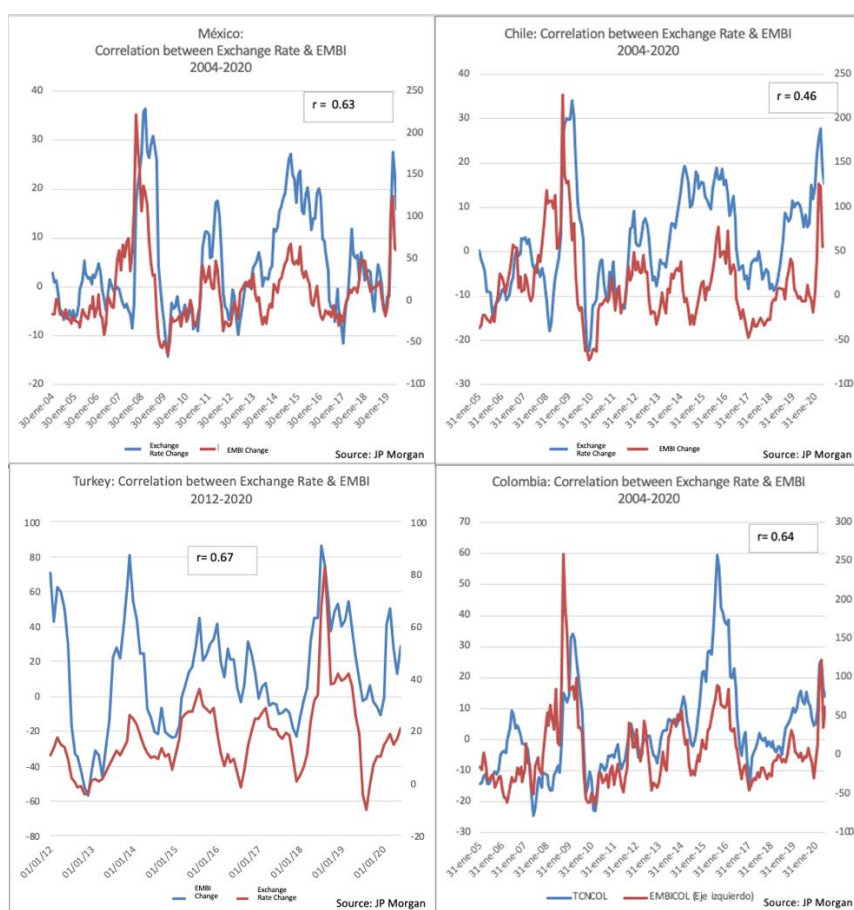 México:
Correlation between Exchange Rate & EMBI
2004-2020
r = 0.63
40
30
20
10
0
-10
-20
250
200
150
100
50
0
-50
-100
30-ene-04
30-ene-05
30-ene-06
30-ene-07
30-ene-08
30-ene-09
30-ene-10
30-ene-11
30-ene-12
30-ene-13
30-ene-14
30-ene-15
30-ene-16
30-ene-17
30-ene-18
30-ene-19
Exchange
Rate Change
EMBI Change
Source: JP Morgan
Chile: Correlation between Exchange Rate & EMBI
2004-2020
r = 0.46
40
30
20
10
0
-10
-20
-30
250
200
150
100
50
0
-50
-100
31-ene-05
31-ene-06
31-ene-07
31-ene-08
31-ene-09
31-ene-10
31-ene-11
31-ene-12
31-ene-13
31-ene-14
31-ene-15
31-ene-16
31-ene-17
31-ene-18
31-ene-19
31-ene-20
Exchange
Rate Change
EMBI Change
Source: JP Morgan
Turkey: Correlation between Exchange Rate & EMBI
2012-2020
r= 0.67
100
80
60
40
20
0
-20
-40
-60
-80
100
80
60
40
20
0
-20
01/01/12
01/01/13
01/01/14
01/01/15
01/01/16
01/01/17
01/01/18
01/01/19
01/01/20
EMBI
Change
Exchange
Rate Change
Source: JP Morgan
Colombia: Correlation between Exchange Rate & EMBI
2004-2020
r= 0.64
70
60
50
40
30
20
10
0
-10
-20
-30
300
250
200
150
100
50
0
-50
-100
31-ene-05
31-ene-06
31-ene-07
31-ene-08
31-ene-09
31-ene-10
31-ene-11
31-ene-12
31-ene-13
31-ene-14
31-ene-15
31-ene-16
31-ene-17
31-ene-18
31-ene-19
31-ene-20
TCNCOL
EMBICOL (Eje izquierdo)
Source: JP Morgan